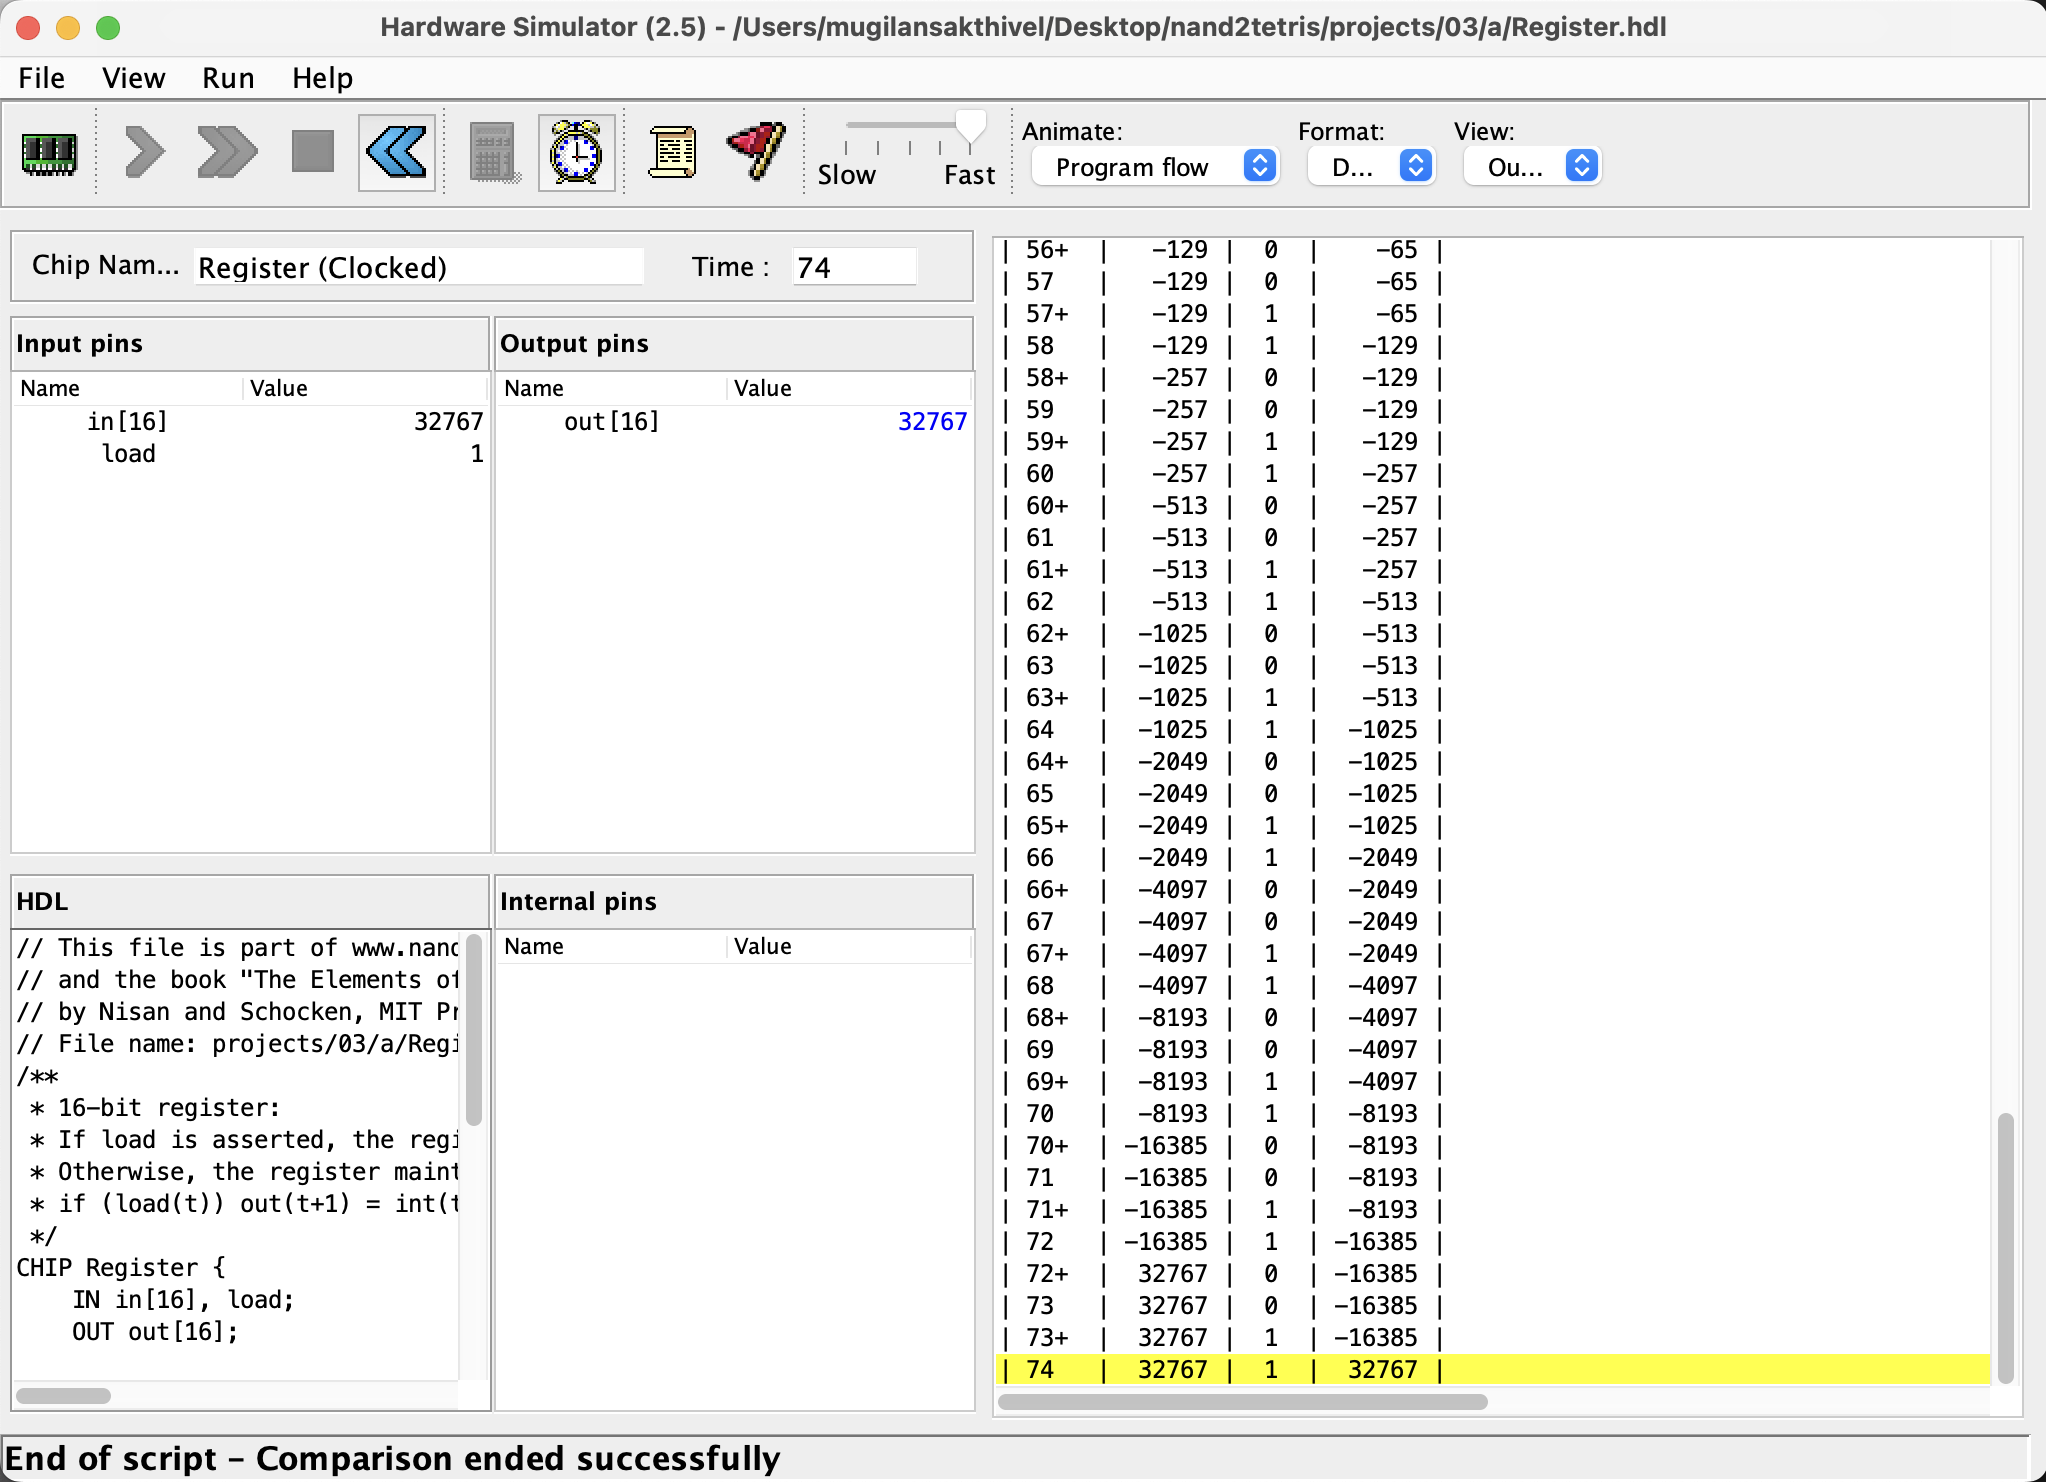 Hardware Simulator (2.5) - /Users/mugilansakthivel/Desktop/nand2tetris/projects/03/a/Register.hdl
File View Run Help
Slow Fast
Animate:
Program flow
Format:
D...
View:
Ou...
Chip Nam... Register (Clocked) Time : 74
Input pins
Name Value
in[16] 32767
load 1
Output pins
Name Value
out[16] 32767
HDL
// This file is part of www.nand
// and the book "The Elements of
// by Nisan and Schocken, MIT Pr
// File name: projects/03/a/Regi
/**
* 16-bit register:
* If load is asserted, the regi
* Otherwise, the register maint
* if (load(t)) out(t+1) = int(t
*/
CHIP Register {
IN in[16], load;
OUT out[16];
Internal pins
Name Value
| 56+ | -129 | 0 | -65 |
| 57 | -129 | 0 | -65 |
| 57+ | -129 | 1 | -65 |
| 58 | -129 | 1 | -129 |
| 58+ | -257 | 0 | -129 |
| 59 | -257 | 0 | -129 |
| 59+ | -257 | 1 | -129 |
| 60 | -257 | 1 | -257 |
| 60+ | -513 | 0 | -257 |
| 61 | -513 | 0 | -257 |
| 61+ | -513 | 1 | -257 |
| 62 | -513 | 1 | -513 |
| 62+ | -1025 | 0 | -513 |
| 63 | -1025 | 0 | -513 |
| 63+ | -1025 | 1 | -513 |
| 64 | -1025 | 1 | -1025 |
| 64+ | -2049 | 0 | -1025 |
| 65 | -2049 | 0 | -1025 |
| 65+ | -2049 | 1 | -1025 |
| 66 | -2049 | 1 | -2049 |
| 66+ | -4097 | 0 | -2049 |
| 67 | -4097 | 0 | -2049 |
| 67+ | -4097 | 1 | -2049 |
| 68 | -4097 | 1 | -4097 |
| 68+ | -8193 | 0 | -4097 |
| 69 | -8193 | 0 | -4097 |
| 69+ | -8193 | 1 | -4097 |
| 70 | -8193 | 1 | -8193 |
| 70+ | -16385 | 0 | -8193 |
| 71 | -16385 | 0 | -8193 |
| 71+ | -16385 | 1 | -8193 |
| 72 | -16385 | 1 | -16385 |
| 72+ | 32767 | 0 | -16385 |
| 73 | 32767 | 0 | -16385 |
| 73+ | 32767 | 1 | -16385 |
| 74 | 32767 | 1 | 32767 |
End of script - Comparison ended successfully